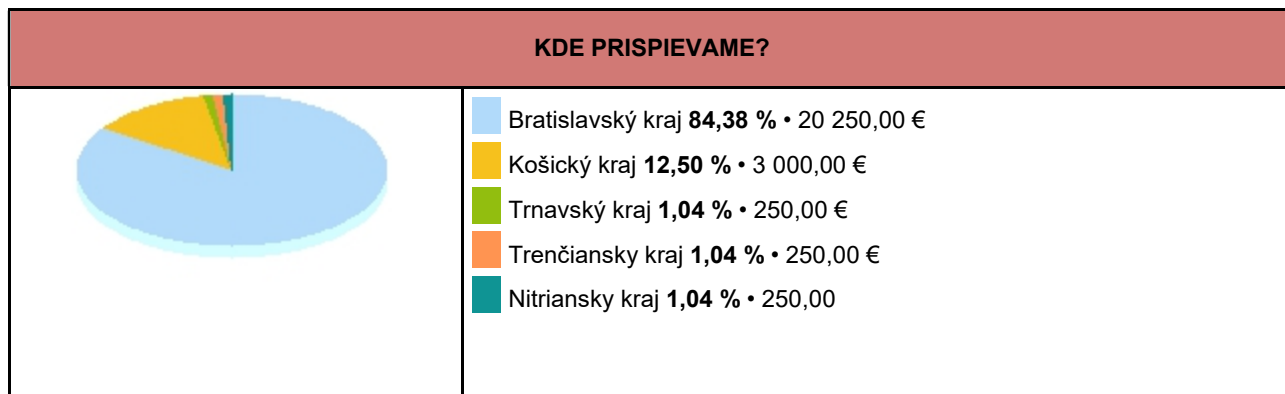 KDE PRISPIEVAME?
Bratislavský kraj 84,38 % • 20 250,00 €
Košický kraj 12,50 % • 3 000,00 €
Trnavský kraj 1,04 % • 250,00 €
Trenčiansky kraj 1,04 % • 250,00 €
Nitriansky kraj 1,04 % • 250,00